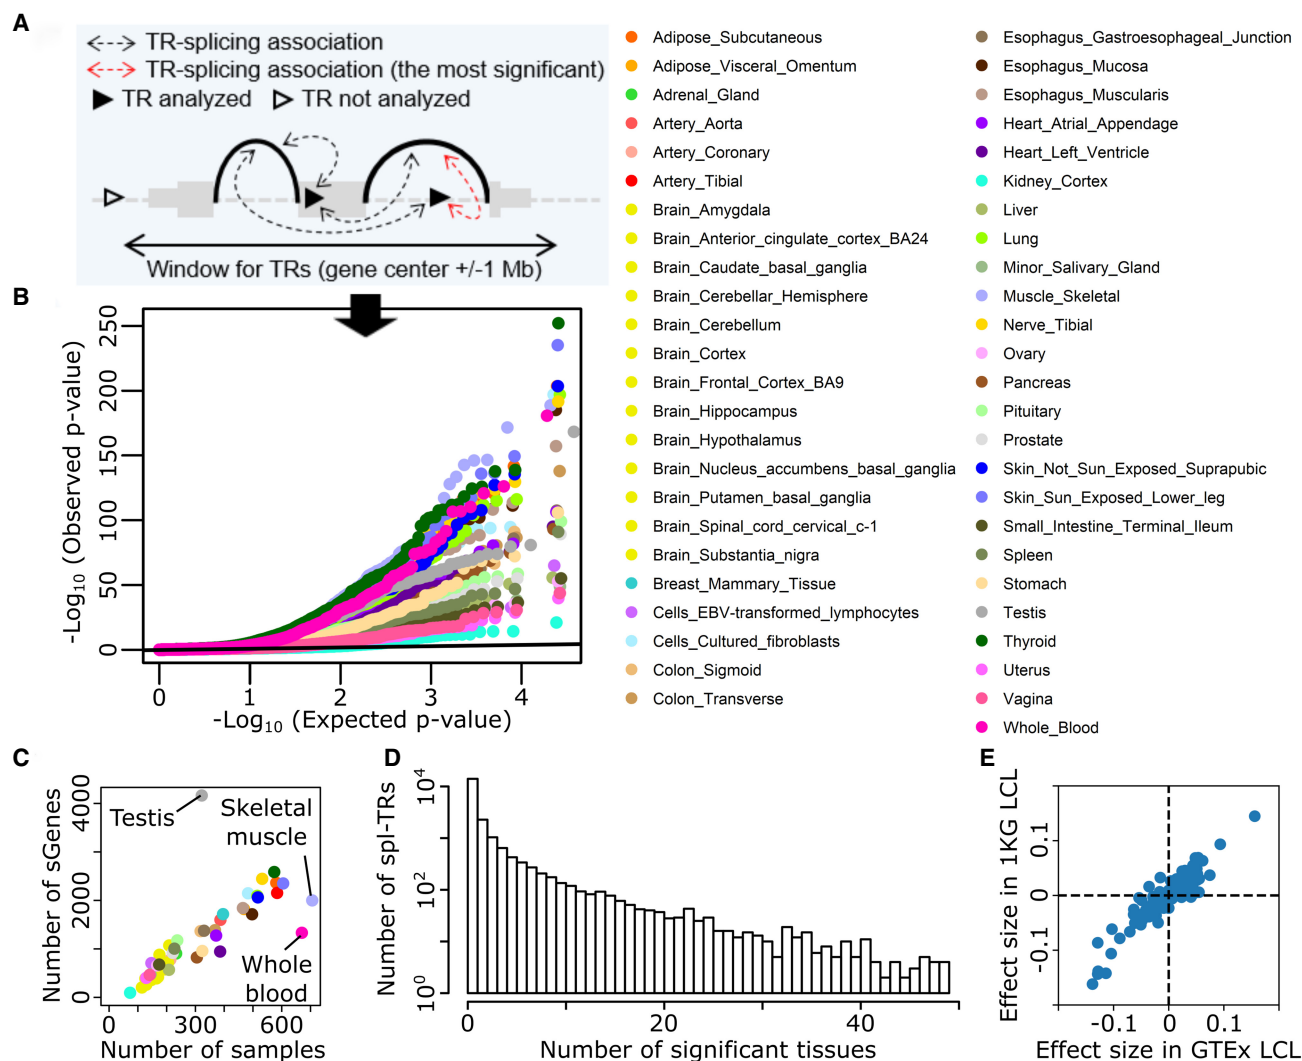 A
TR-splicing association
TR-splicing association (the most significant)
TR analyzed TR not analyzed
Window for TRs (gene center +/-1 Mb)
B
-Log10 (Observed p-value)
250
200
150
100
50
0
0 1 2 3 4
-Log10 (Expected p-value)
Adipose_Subcutaneous
Adipose_Visceral_Omentum
Adrenal_Gland
Artery_Aorta
Artery_Coronary
Artery_Tibial
Brain_Amygdala
Brain_Anterior_cingulate_cortex_BA24
Brain_Caudate_basal_ganglia
Brain_Cerebellar_Hemisphere
Brain_Cerebellum
Brain_Cortex
Brain_Frontal_Cortex_BA9
Brain_Hippocampus
Brain_Hypothalamus
Brain_Nucleus_accumbens_basal_ganglia
Brain_Putamen_basal_ganglia
Brain_Spinal_cord_cervical_c-1
Brain_Substantia_nigra
Breast_Mammary_Tissue
Cells_EBV-transformed_lymphocytes
Cells_Cultured_fibroblasts
Colon_Sigmoid
Colon_Transverse
Esophagus_Gastroesophageal_Junction
Esophagus_Mucosa
Esophagus_Muscularis
Heart_Atrial_Appendage
Heart_Left_Ventricle
Kidney_Cortex
Liver
Lung
Minor_Salivary_Gland
Muscle_Skeletal
Nerve_Tibial
Ovary
Pancreas
Pituitary
Prostate
Skin_Not_Sun_Exposed_Suprapubic
Skin_Sun_Exposed_Lower_leg
Small_Intestine_Terminal_Ileum
Spleen
Stomach
Testis
Thyroid
Uterus
Vagina
Whole_Blood
C
Number of sGenes
4000
2000
0
Testis
Skeletal
muscle
Whole
blood
0 300 600
Number of samples
D
Number of spl-TRs
10^4
10^2
10^0
0 20 40
Number of significant tissues
E
Effect size in 1KG LCL
0.1
0
-0.1
-0.1 0 0.1
Effect size in GTEx LCL